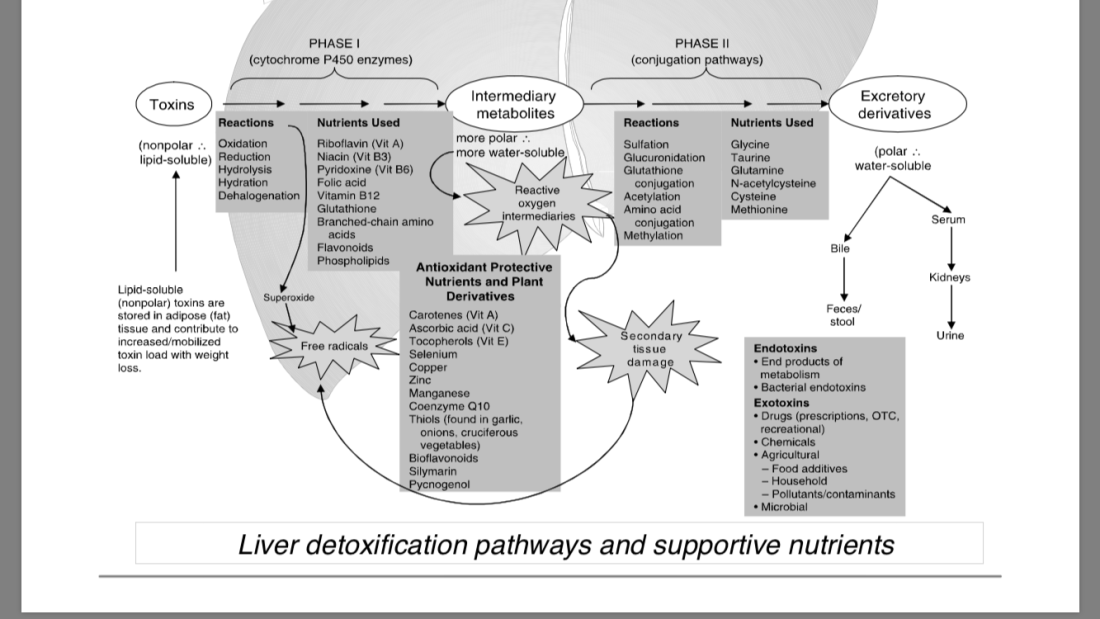 PHASE I
(cytochrome P450 enzymes)
PHASE II
(conjugation pathways)
Toxins
Intermediary
metabolites
Excretory
derivatives
(nonpolar ∴
lipid-soluble)
Reactions
Oxidation
Reduction
Hydrolysis
Hydration
Dehalogenation
Nutrients Used
Riboflavin (Vit A)
Niacin (Vit B3)
Pyridoxine (Vit B6)
Folic acid
Vitamin B12
Glutathione
Branched-chain amino
acids
Flavonoids
Phospholipids
more polar ∴
more water-soluble
Reactive
oxygen
intermediaries
Reactions
Sulfation
Glucuronidation
Glutathione
conjugation
Acetylation
Amino acid
conjugation
Methylation
Nutrients Used
Glycine
Taurine
Glutamine
N-acetylcysteine
Cysteine
Methionine
(polar ∴
water-soluble
Bile
Feces/
stool
Serum
Kidneys
Urine
Lipid-soluble
(nonpolar) toxins are
stored in adipose (fat)
tissue and contribute to
increased/mobilized
toxin load with weight
loss.
Superoxide
Free radicals
Antioxidant Protective
Nutrients and Plant
Derivatives
Carotenes (Vit A)
Ascorbic acid (Vit C)
Tocopherols (Vit E)
Selenium
Copper
Zinc
Manganese
Coenzyme Q10
Thiols (found in garlic,
onions, cruciferous
vegetables)
Bioflavonoids
Silymarin
Pycnogenol
Secondary
tissue
damage
Endotoxins
• End products of
metabolism
• Bacterial endotoxins
Exotoxins
• Drugs (prescriptions, OTC,
recreational)
• Chemicals
• Agricultural
– Food additives
– Household
– Pollutants/contaminants
• Microbial
Liver detoxification pathways and supportive nutrients